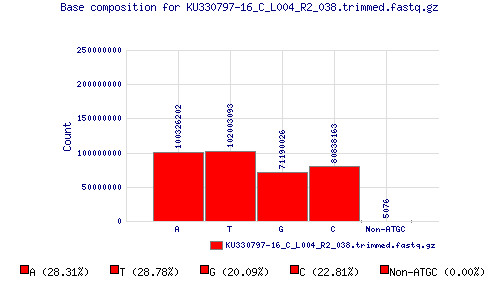 Base composition for KU330797-16_C_L004_R2_038.trimmed.fastq.gz
250000000
200000000
150000000
100000000
50000000
0
Count
100326202
102003093
71190026
80838163
5076
A T G C Non-ATGC
KU330797-16_C_L004_R2_038.trimmed.fastq.gz
A (28.31%) T (28.78%) G (20.09%) C (22.81%) Non-ATGC (0.00%)